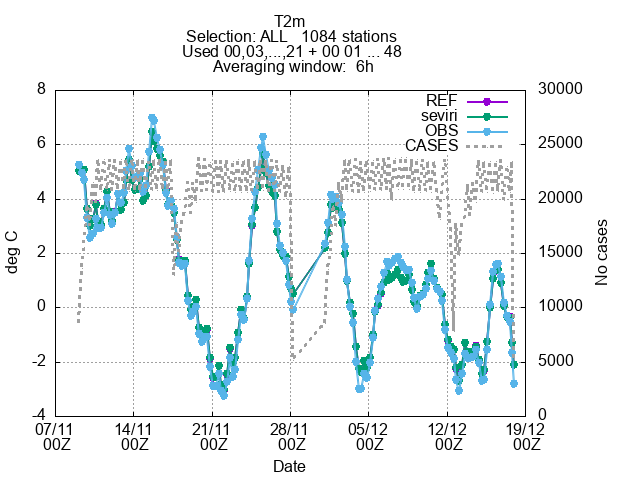 T2m
Selection: ALL   1084 stations
Used 00,03,...,21 + 00 01 ... 48
Averaging window:  6h
8 30000
REF
seviri
OBS
CASES
6 25000
4 20000
2 15000
0 10000
-2 5000
-4 0
deg C
No cases
07/11 14/11 21/11 28/11 05/12 12/12 19/12
00Z 00Z 00Z 00Z 00Z 00Z 00Z
Date